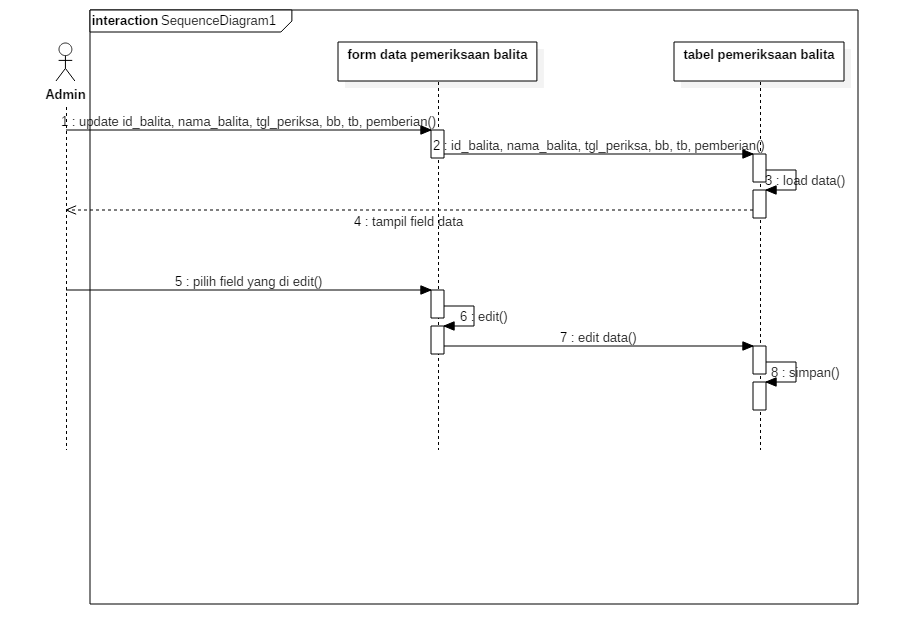 interaction SequenceDiagram1
form data pemeriksaan balita
tabel pemeriksaan balita
Admin
1 : update id_balita, nama_balita, tgl_periksa, bb, tb, pemberian()
2 : id_balita, nama_balita, tgl_periksa, bb, tb, pemberian()
3 : load data()
4 : tampil field data
5 : pilih field yang di edit()
6 : edit()
7 : edit data()
8 : simpan()